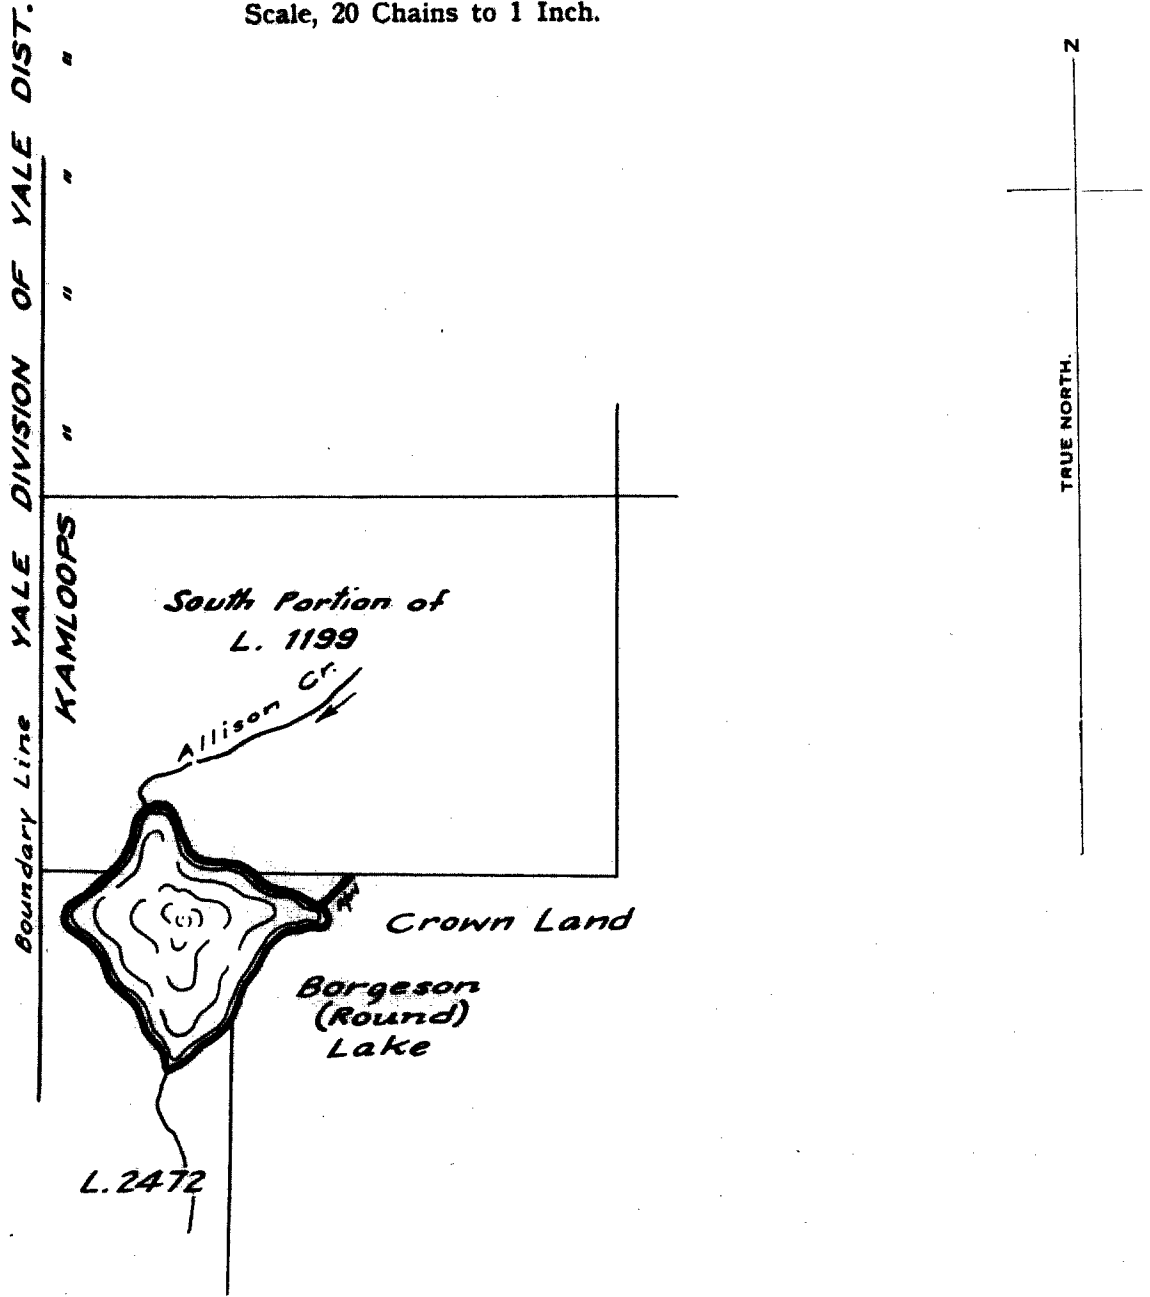 Scale, 20 Chains to 1 Inch.
Boundary Line YALE DIVISION OF YALE DIST.
KAMLOOPS " " " "
N
TRUE NORTH.
South Portion of
L. 1199
Allison Cr.
Crown Land
Borgeson
(Round)
Lake
L. 2472